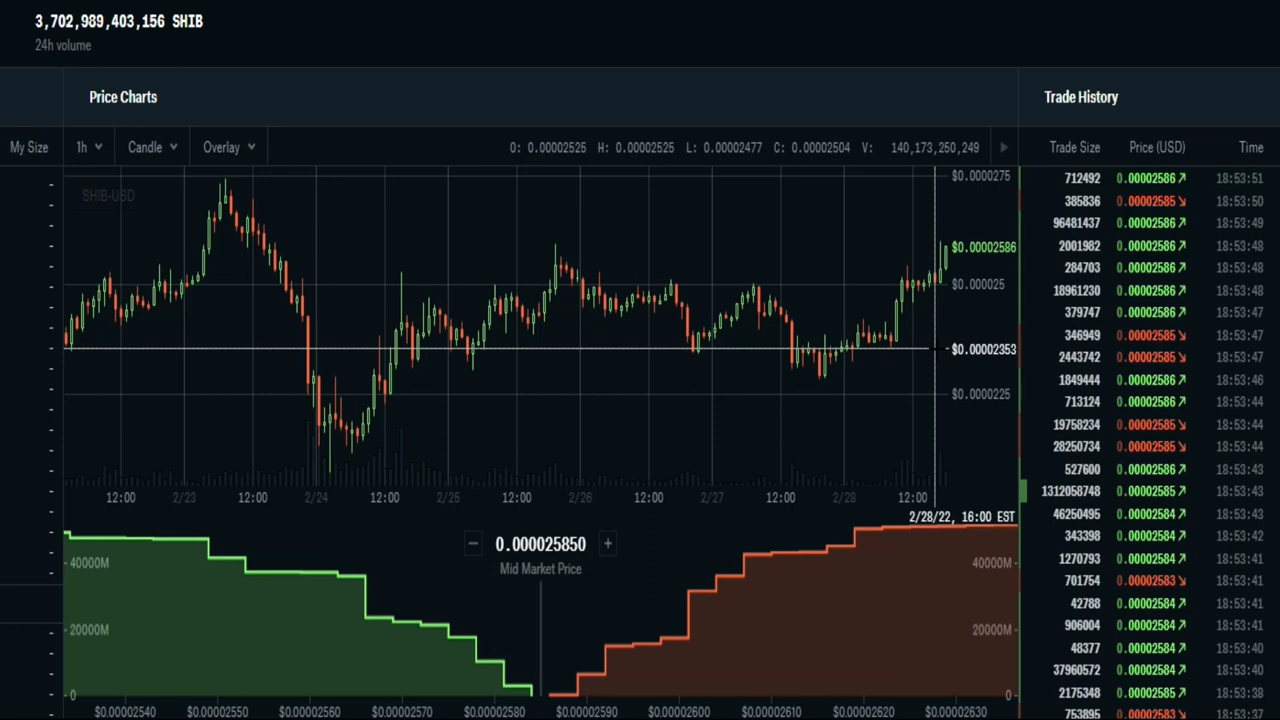 3,702,989,403,156 SHIB
24h volume
Price Charts
Trade History
My Size
1h
Candle
Overlay
O: 0.00002525 H: 0.00002525 L: 0.00002477 C: 0.00002504 V: 140,173,250,249
Trade Size Price (USD) Time
SHIB-USD
$0.0000275
$0.00002586
$0.000025
$0.00002353
$0.0000225
12:00 2/23 12:00 2/24 12:00 2/25 12:00 2/26 12:00 2/27 12:00 2/28 12:00
2/28/22, 16:00 EST
- 0.000025850 +
Mid Market Price
40000M 40000M
20000M 20000M
0 0
$0.00002540 $0.00002550 $0.00002560 $0.00002570 $0.00002580 $0.00002590 $0.00002600 $0.00002610 $0.00002620 $0.00002630
712492 0.00002586↗ 18:53:51
385836 0.00002585↘ 18:53:50
96481437 0.00002586↗ 18:53:49
2001982 0.00002586↗ 18:53:48
284703 0.00002586↗ 18:53:48
18961230 0.00002586↗ 18:53:48
379747 0.00002586↗ 18:53:47
346949 0.00002585↘ 18:53:47
2443742 0.00002585↘ 18:53:47
1849444 0.00002586↗ 18:53:46
713124 0.00002586↗ 18:53:44
19758234 0.00002585↘ 18:53:44
28250734 0.00002585↘ 18:53:44
527600 0.00002586↗ 18:53:43
1312058748 0.00002585↗ 18:53:43
46250495 0.00002584↗ 18:53:43
343398 0.00002584↗ 18:53:42
1270793 0.00002584↗ 18:53:41
701754 0.00002583↘ 18:53:41
42788 0.00002584↗ 18:53:41
906004 0.00002584↗ 18:53:41
48377 0.00002584↗ 18:53:40
37960572 0.00002584↗ 18:53:40
2175348 0.00002585↗ 18:53:38
753895 0.00002583↘ 18:53:37